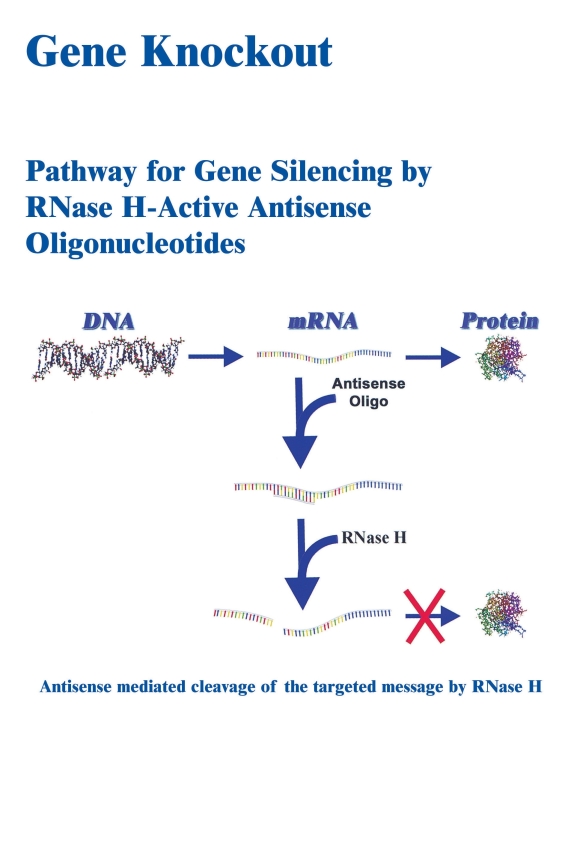 Gene Knockout
Pathway for Gene Silencing by
RNase H-Active Antisense
Oligonucleotides
DNA
mRNA
Protein
Antisense
Oligo
RNase H
Antisense mediated cleavage of the targeted message by RNase H